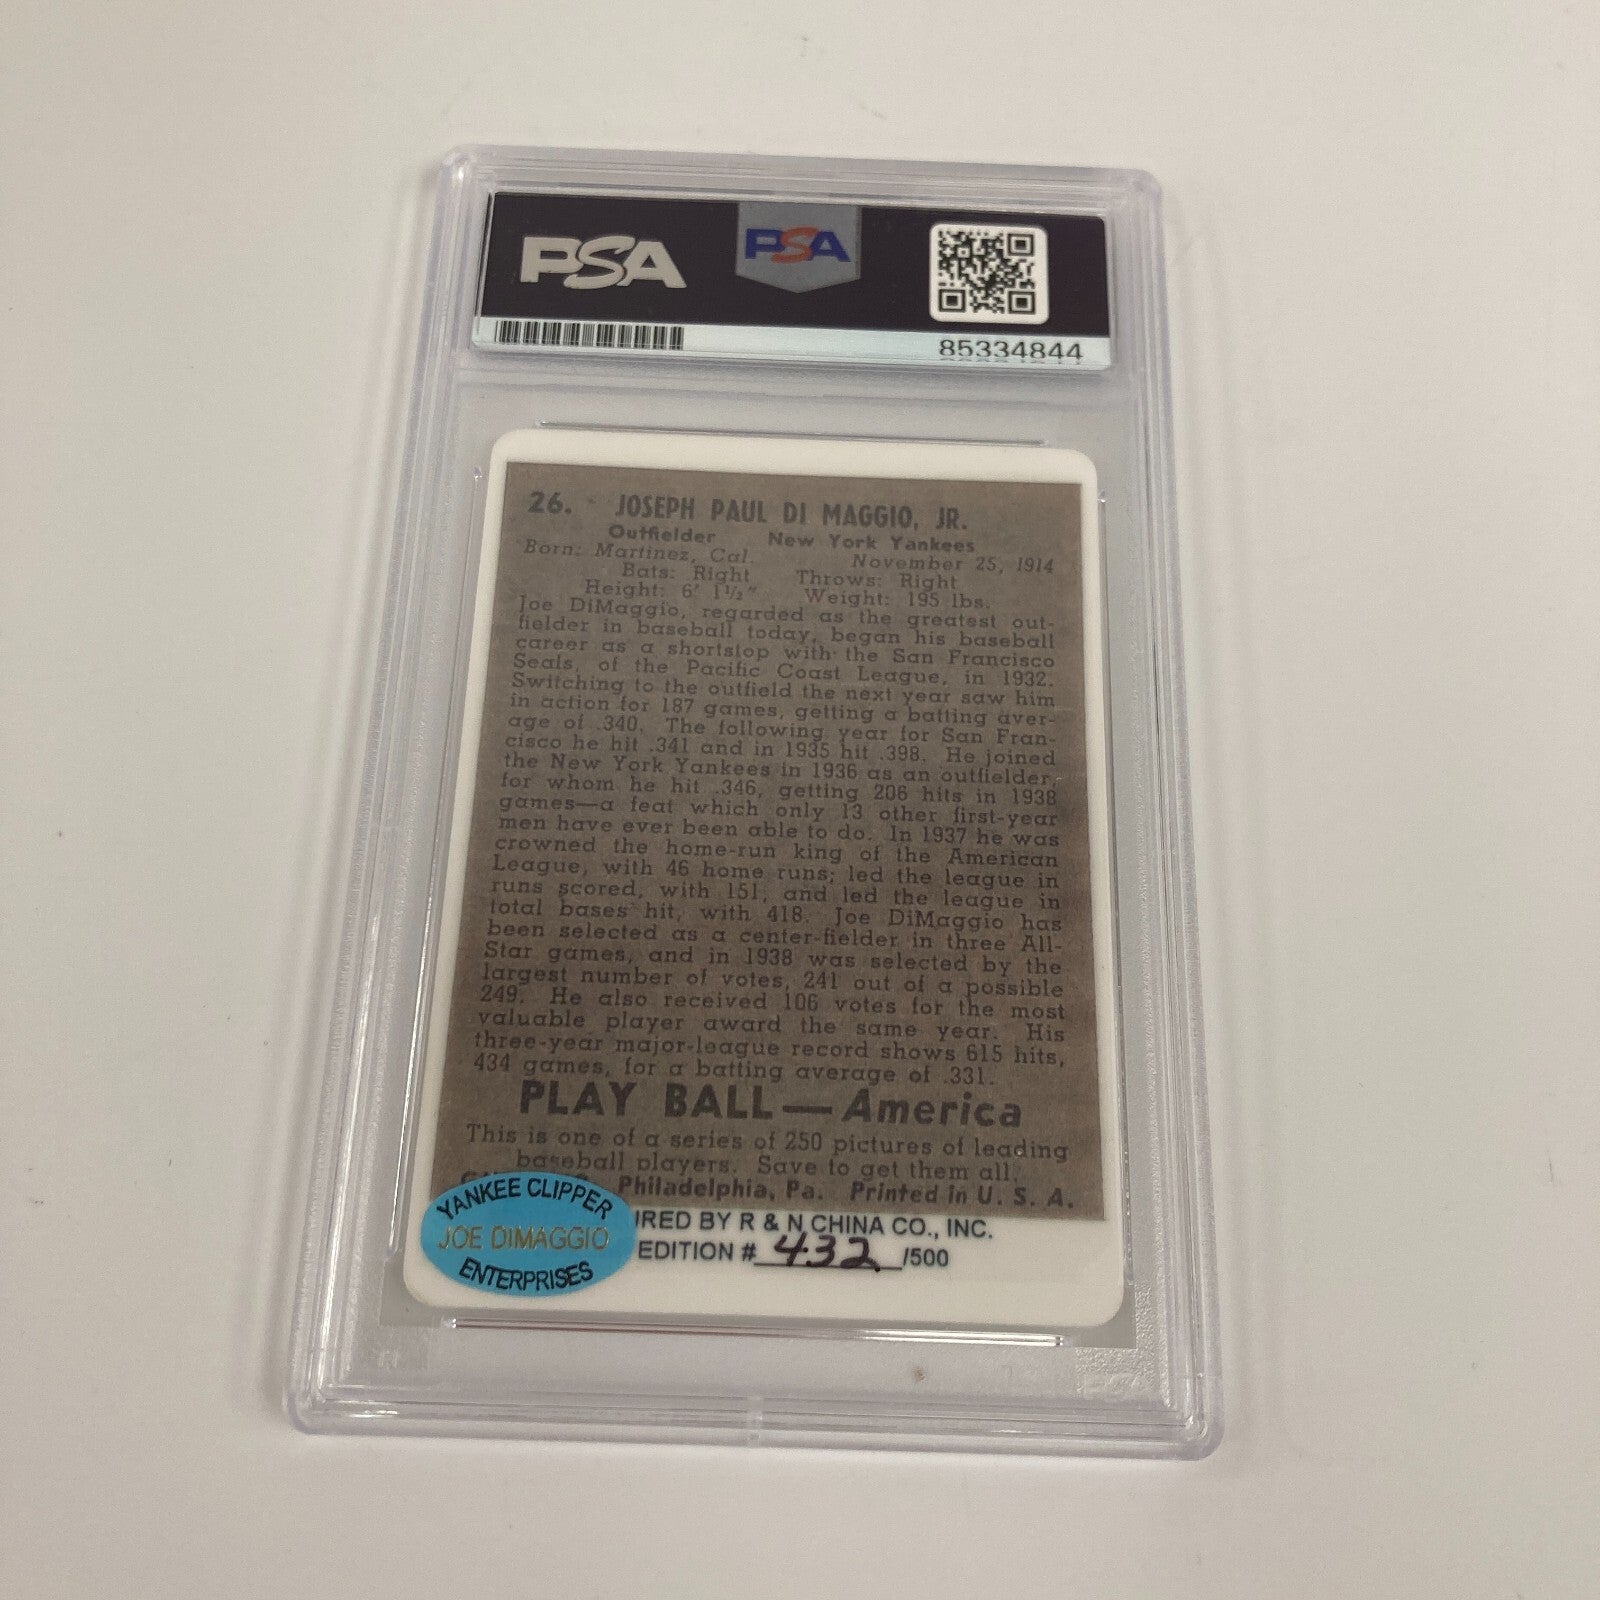 PSA
PSA
85334844
26. JOSEPH PAUL DI MAGGIO, JR.
Outfielder New York Yankees
Born: Martinez, Cal. November 25, 1914
Bats: Right Throws: Right
Height: 6' 1½" Weight: 195 lbs.
Joe DiMaggio, regarded as the greatest out-
fielder in baseball today, began his baseball
career as a shortstop with the San Francisco
Seals, of the Pacific Coast League, in 1932.
Switching to the outfield the next year saw him
in action for 187 games, getting a batting aver-
age of .340. The following year for San Fran-
cisco he hit .341 and in 1935 hit .398. He joined
the New York Yankees in 1936 as an outfielder,
for whom he hit .346, getting 206 hits in 1938
games—a feat which only 13 other first-year
men have ever been able to do. In 1937 he was
crowned the home-run king of the American
League, with 46 home runs; led the league in
runs scored, with 151, and led the league in
total bases hit, with 418. Joe DiMaggio has
been selected as a center-fielder in three All-
Star games, and in 1938 was selected by the
largest number of votes, 241 out of a possible
249. He also received 106 votes for the most
valuable player award the same year. His
three-year major-league record shows 615 hits,
434 games, for a batting average of .331.
PLAY BALL—America
This is one of a series of 250 pictures of leading
baseball players. Save to get them all.
Philadelphia, Pa. Printed in U. S. A.
YANKEE CLIPPER
JOE DIMAGGIO
ENTERPRISES
URED BY R & N CHINA CO., INC.
EDITION # 432 /500